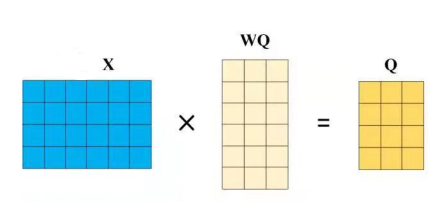 X
WQ
Q
×
=